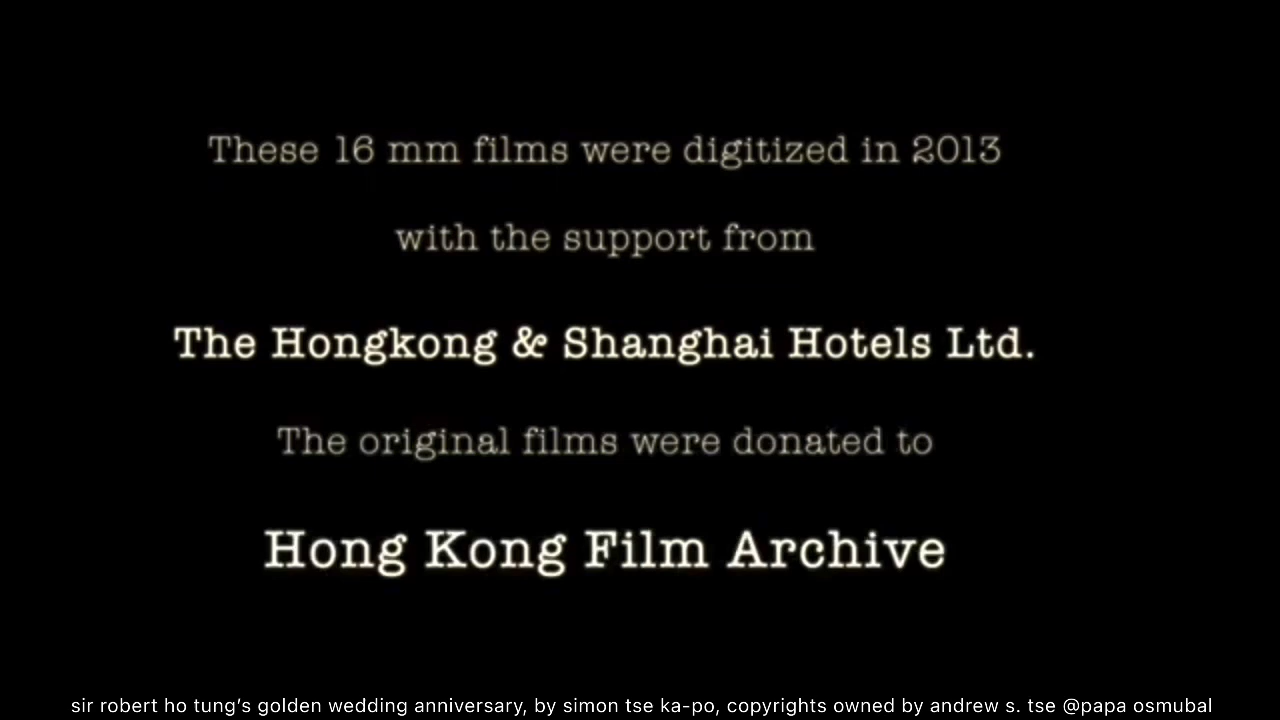 These 16 mm films were digitized in 2013
with the support from
The Hongkong & Shanghai Hotels Ltd.
The original films were donated to
Hong Kong Film Archive
sir robert ho tung’s golden wedding anniversary, by simon tse ka-po, copyrights owned by andrew s. tse @papa osmubal